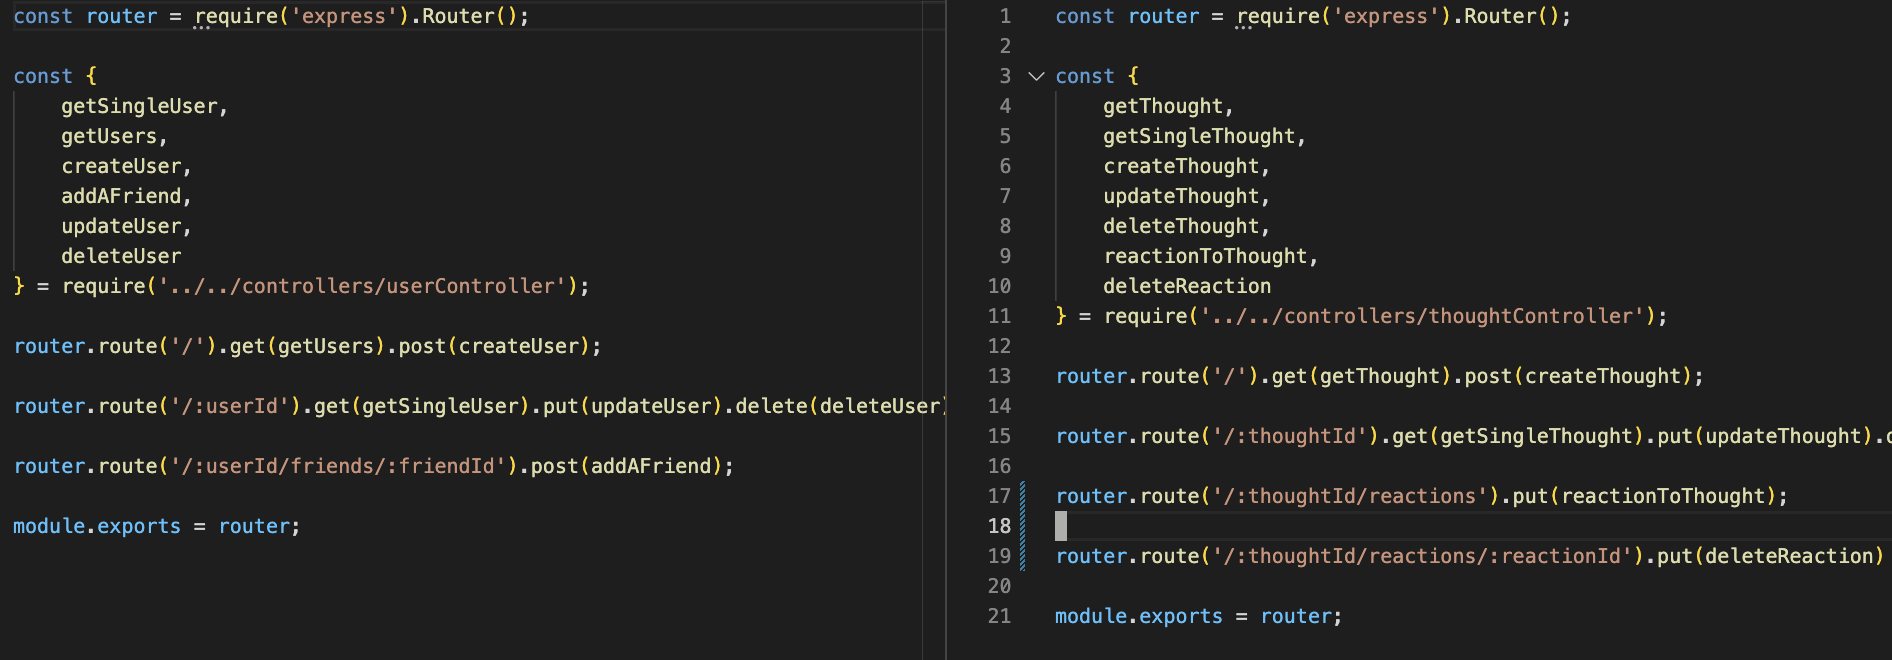 const router = require('express').Router();
const {
getSingleUser,
getUsers,
createUser,
addAFriend,
updateUser,
deleteUser
} = require('../../controllers/userController');
router.route('/').get(getUsers).post(createUser);
router.route('/:userId').get(getSingleUser).put(updateUser).delete(deleteUser)
router.route('/:userId/friends/:friendId').post(addAFriend);
module.exports = router;
1 const router = require('express').Router();
2
3 const {
4 getThought,
5 getSingleThought,
6 createThought,
7 updateThought,
8 deleteThought,
9 reactionToThought,
10 deleteReaction
11 } = require('../../controllers/thoughtController');
12
13 router.route('/').get(getThought).post(createThought);
14
15 router.route('/:thoughtId').get(getSingleThought).put(updateThought).
16
17 router.route('/:thoughtId/reactions').put(reactionToThought);
18
19 router.route('/:thoughtId/reactions/:reactionId').put(deleteReaction)
20
21 module.exports = router;